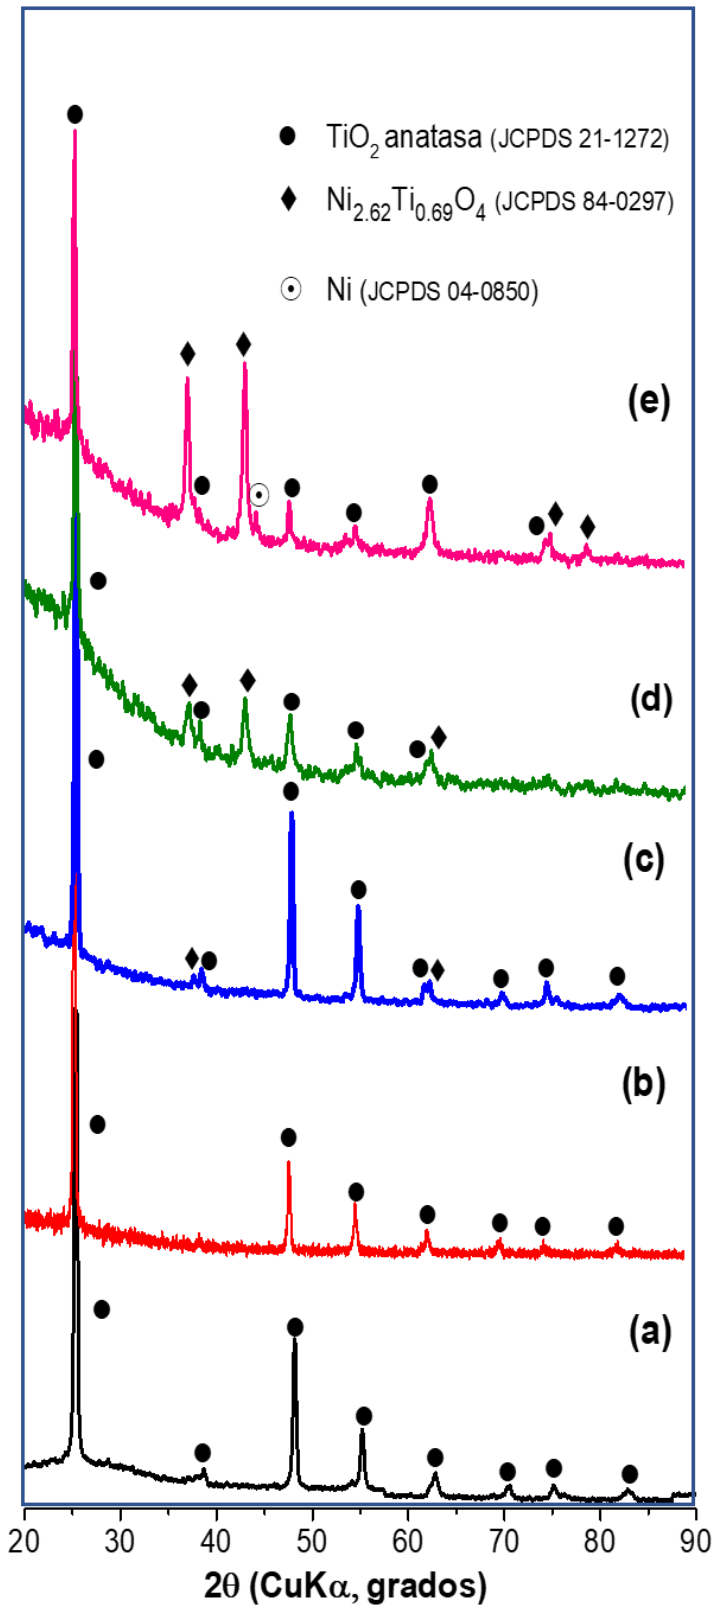 TiO2 anatasa (JCPDS 21-1272)
Ni2.62Ti0.69O4 (JCPDS 84-0297)
Ni (JCPDS 04-0850)
(e)
(d)
(c)
(b)
(a)
20 30 40 50 60 70 80 90
2θ (CuKα, grados)